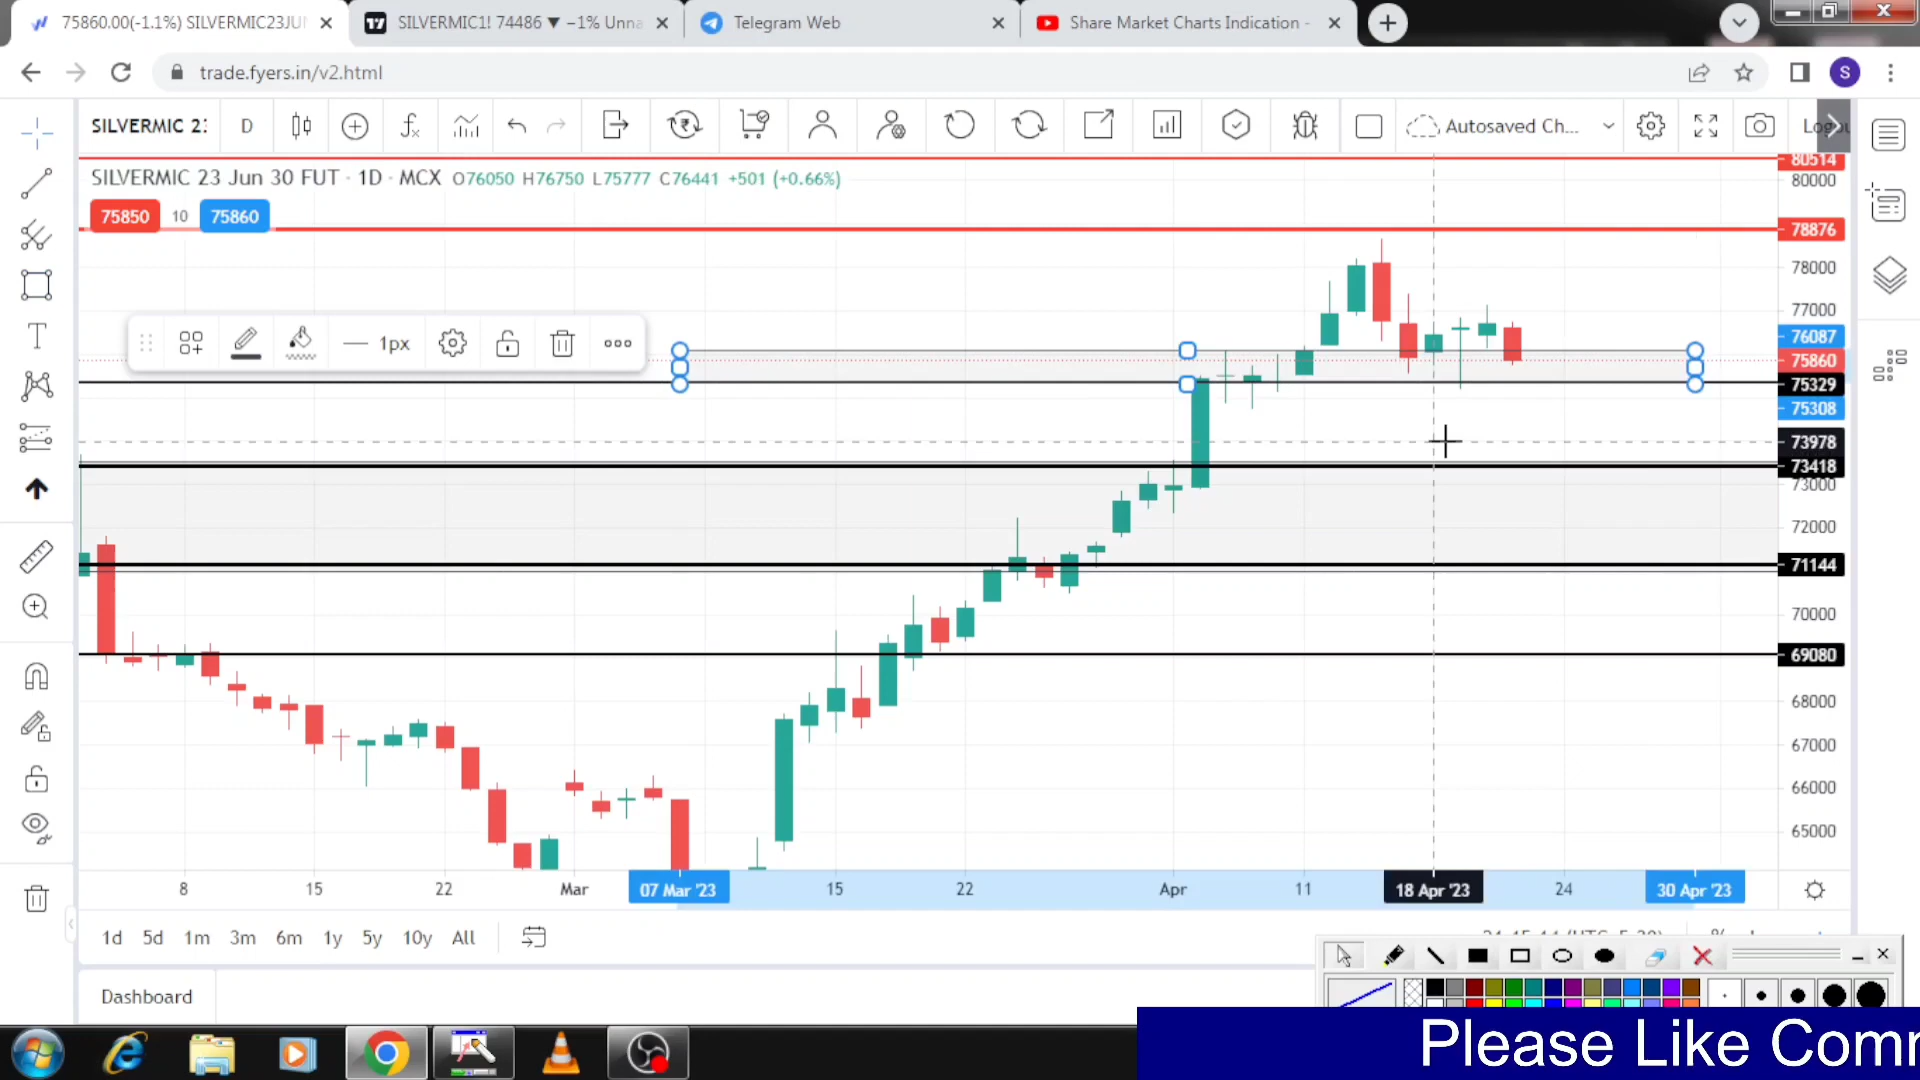 75860.00(-1.1%) SILVERMIC23JUN
SILVERMIC1! 74486 ▼ −1% Unna
Telegram Web
Share Market Charts Indication -
trade.fyers.in/v2.html
S
SILVERMIC 23
D
Autosaved Ch...
SILVERMIC 23 Jun 30 FUT · 1D · MCX O76050 H76750 L75777 C76441 +501 (+0.66%)
75850 10 75860
1px
80514
80000
78876
78000
77000
76087
75860
75329
75308
73978
73418
73000
72000
71144
70000
69080
68000
67000
66000
65000
8 15 22 Mar 07 Mar '23 15 22 Apr 11 18 Apr '23 24 30 Apr '23
1d 5d 1m 3m 6m 1y 5y 10y All
Dashboard
Please Like Comm